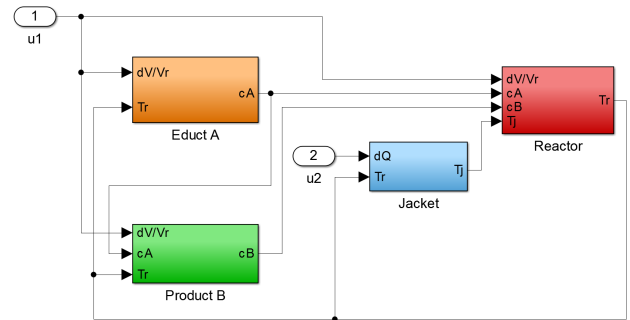 1
u1
dV/Vr
Tr
cA
Educt A
dV/Vr
cA
cB
Tj
Tr
Reactor
2
u2
dQ
Tr
Tj
Jacket
dV/Vr
cA
Tr
cB
Product B